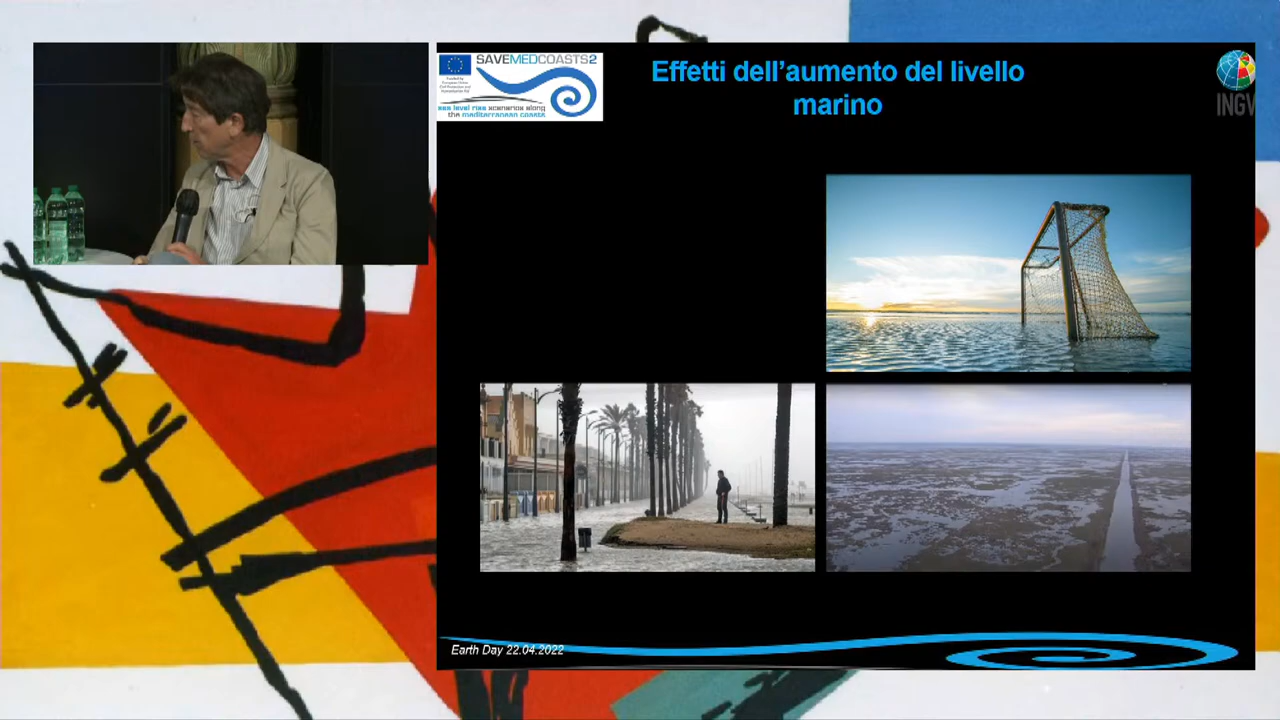 SAVEMEDCOASTS2
sea level rise scenarios along
the mediterranean coasts
Effetti dell'aumento del livello
marino
INGV
Earth Day 22.04.2022